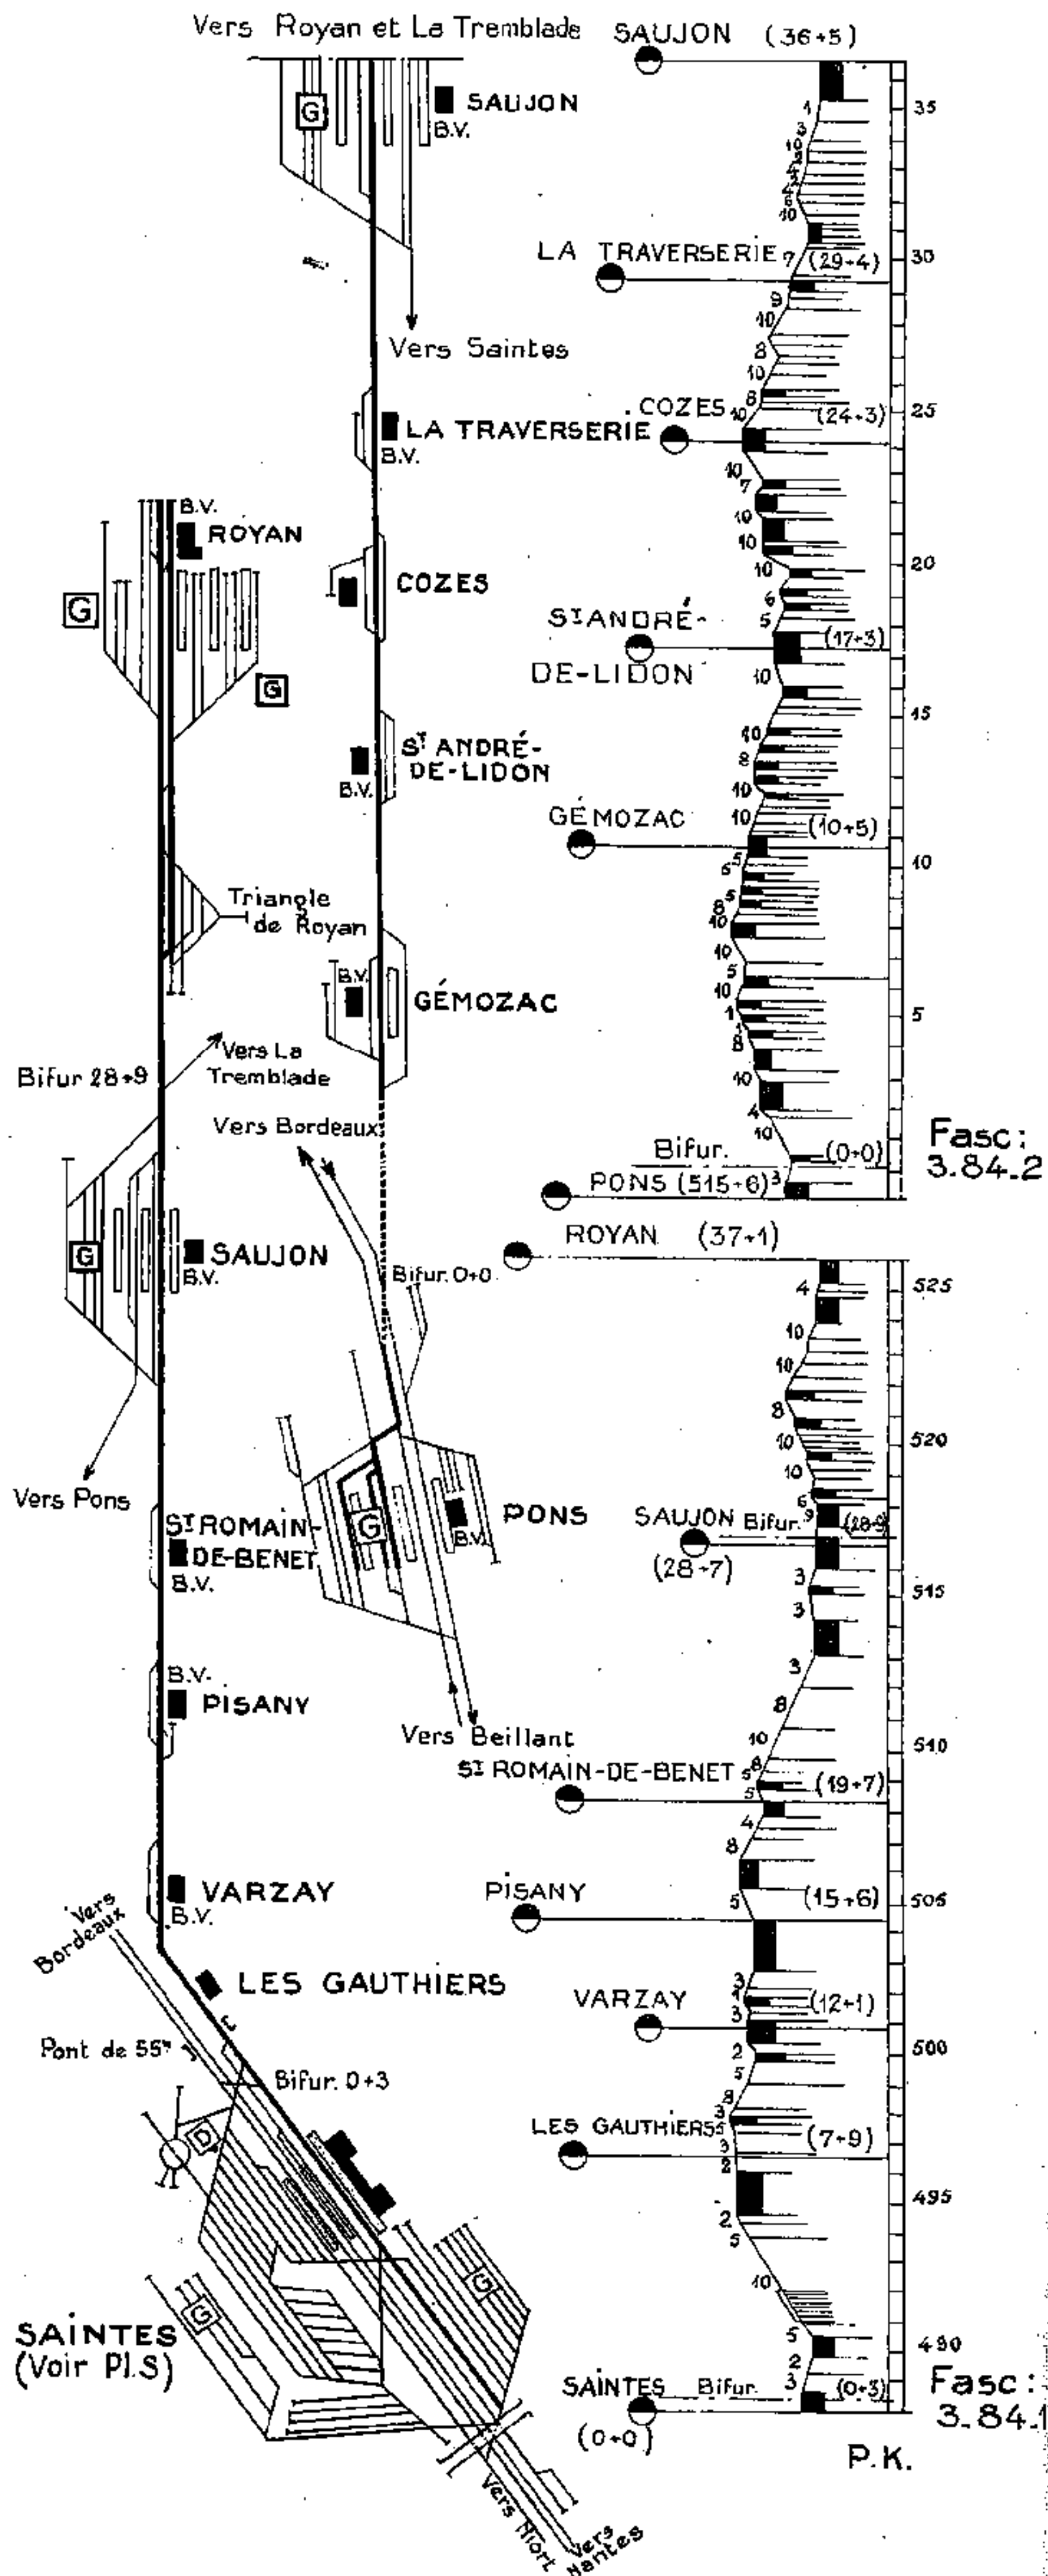 Vers Royan et La Tremblade
SAUJON (36+5)
G
SAUJON
B.V.
Vers Saintes
LA TRAVERSERIE
B.V.
B.V.
ROYAN
G
G
COZES
ST ANDRÉ-
DE-LIDON
B.V.
Triangle
de Royan
B.V.
GÉMOZAC
Bifur 28+9
Vers La
Tremblade
Vers Bordeaux
G
SAUJON
B.V.
Bifur. 0+0
Vers Pons
ST ROMAIN-
DE-BENET
B.V.
G
B.V.
PONS
B.V.
PISANY
Vers Beillant
VARZAY
B.V.
Vers
Bordeaux
LES GAUTHIERS
Pont de 55m
Bifur. 0+3
D
G
G
SAINTES
(Voir Pl.S)
Vers Niort
Vers
Nantes
35
LA TRAVERSERIE (29+4)
30
COZES (24+3)
25
20
ST ANDRÉ- (17+3)
DE-LIDON
15
GÉMOZAC (10+5)
10
5
Bifur. (0+0)
PONS (515+6)
Fasc:
3.84.2
ROYAN (37+1)
525
520
SAUJON Bifur. (28-9)
(28+7)
515
510
ST ROMAIN-DE-BENET (19+7)
PISANY (15+6)
505
VARZAY (12+1)
500
LES GAUTHIERS (7+9)
495
490
SAINTES Bifur. (0+3)
(0+0)
Fasc:
3.84.1
P.K.